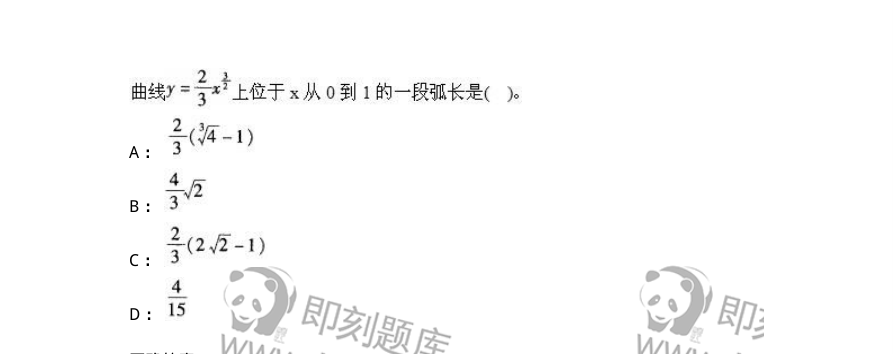 曲线y = 2/3 x^(3/2) 上位于 x 从 0 到 1 的一段弧长是(   )。
A： 2/3 (∛4 − 1)
B： 4/3 √2
C： 2/3 (2√2 − 1)
D： 4/15
即刻题库 即刻